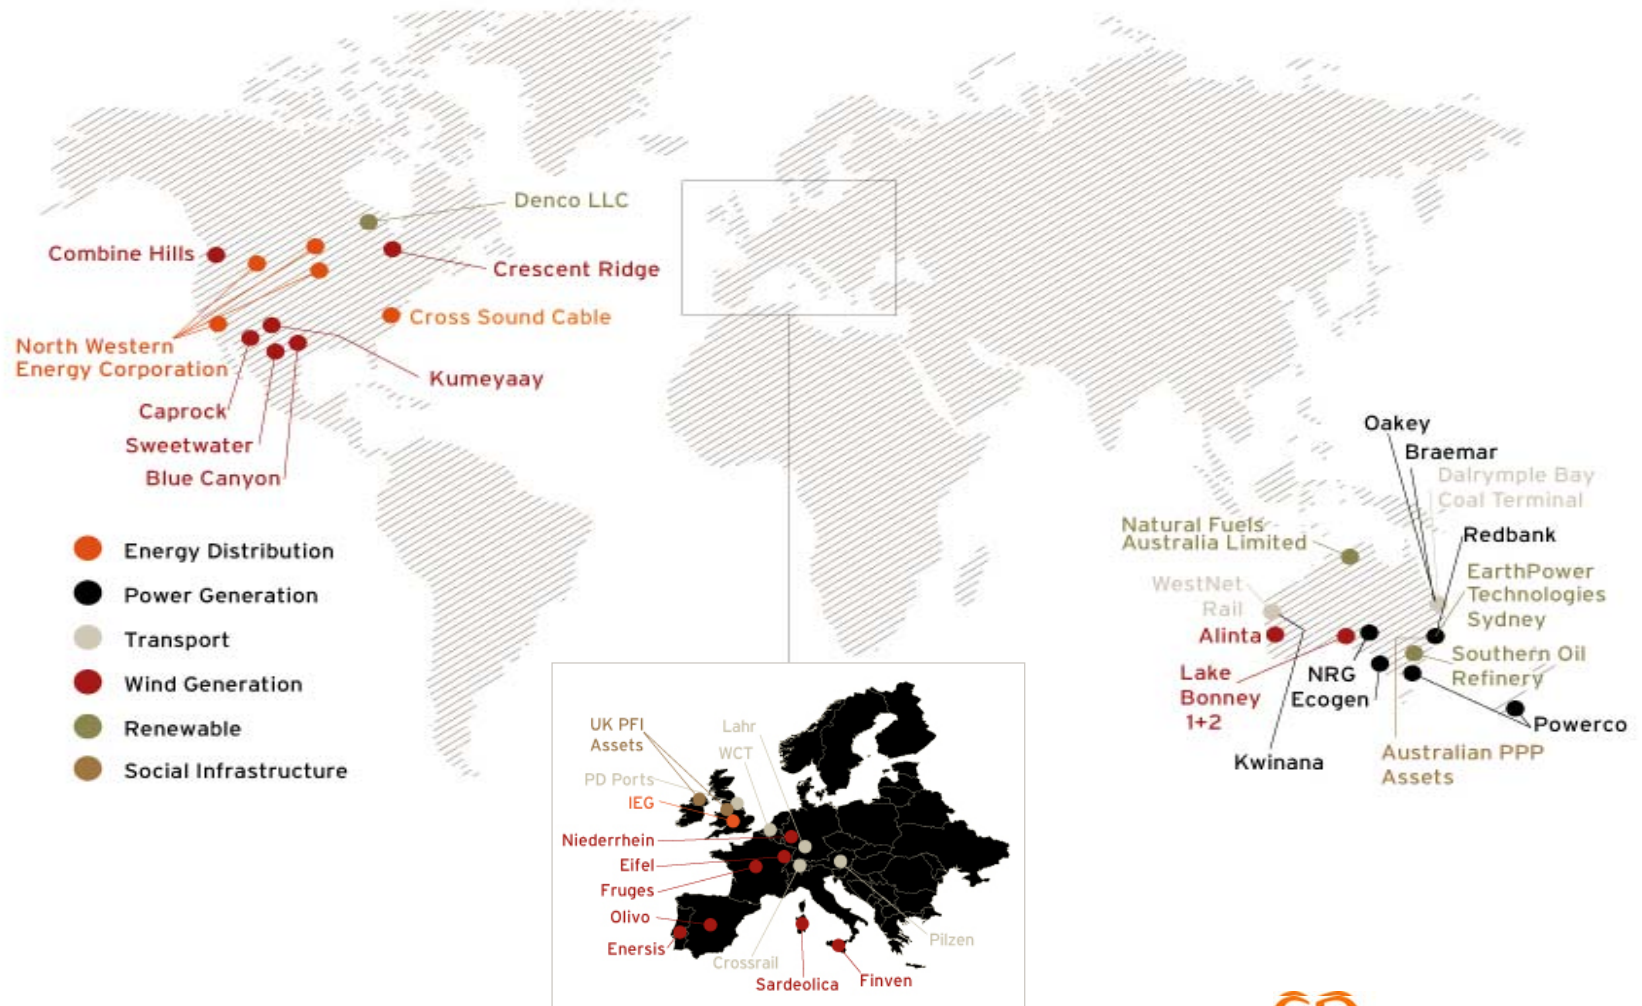 Denco LLC
Combine Hills
Crescent Ridge
Cross Sound Cable
North Western
Energy Corporation
Kumeyaay
Caprock
Sweetwater
Blue Canyon
Energy Distribution
Power Generation
Transport
Wind Generation
Renewable
Social Infrastructure
UK PFI
Assets
Lahr
WCT
PD Ports
IEG
Niederrhein
Eifel
Fruges
Olivo
Enersis
Crossrail
Sardeolica
Finven
Pilzen
Oakey
Braemar
Dalrymple Bay
Coal Terminal
Natural Fuels
Australia Limited
Redbank
WestNet
Rail
EarthPower
Technologies
Sydney
Alinta
Southern Oil
Refinery
Lake
Bonney
1+2
NRG
Ecogen
Powerco
Kwinana
Australian PPP
Assets